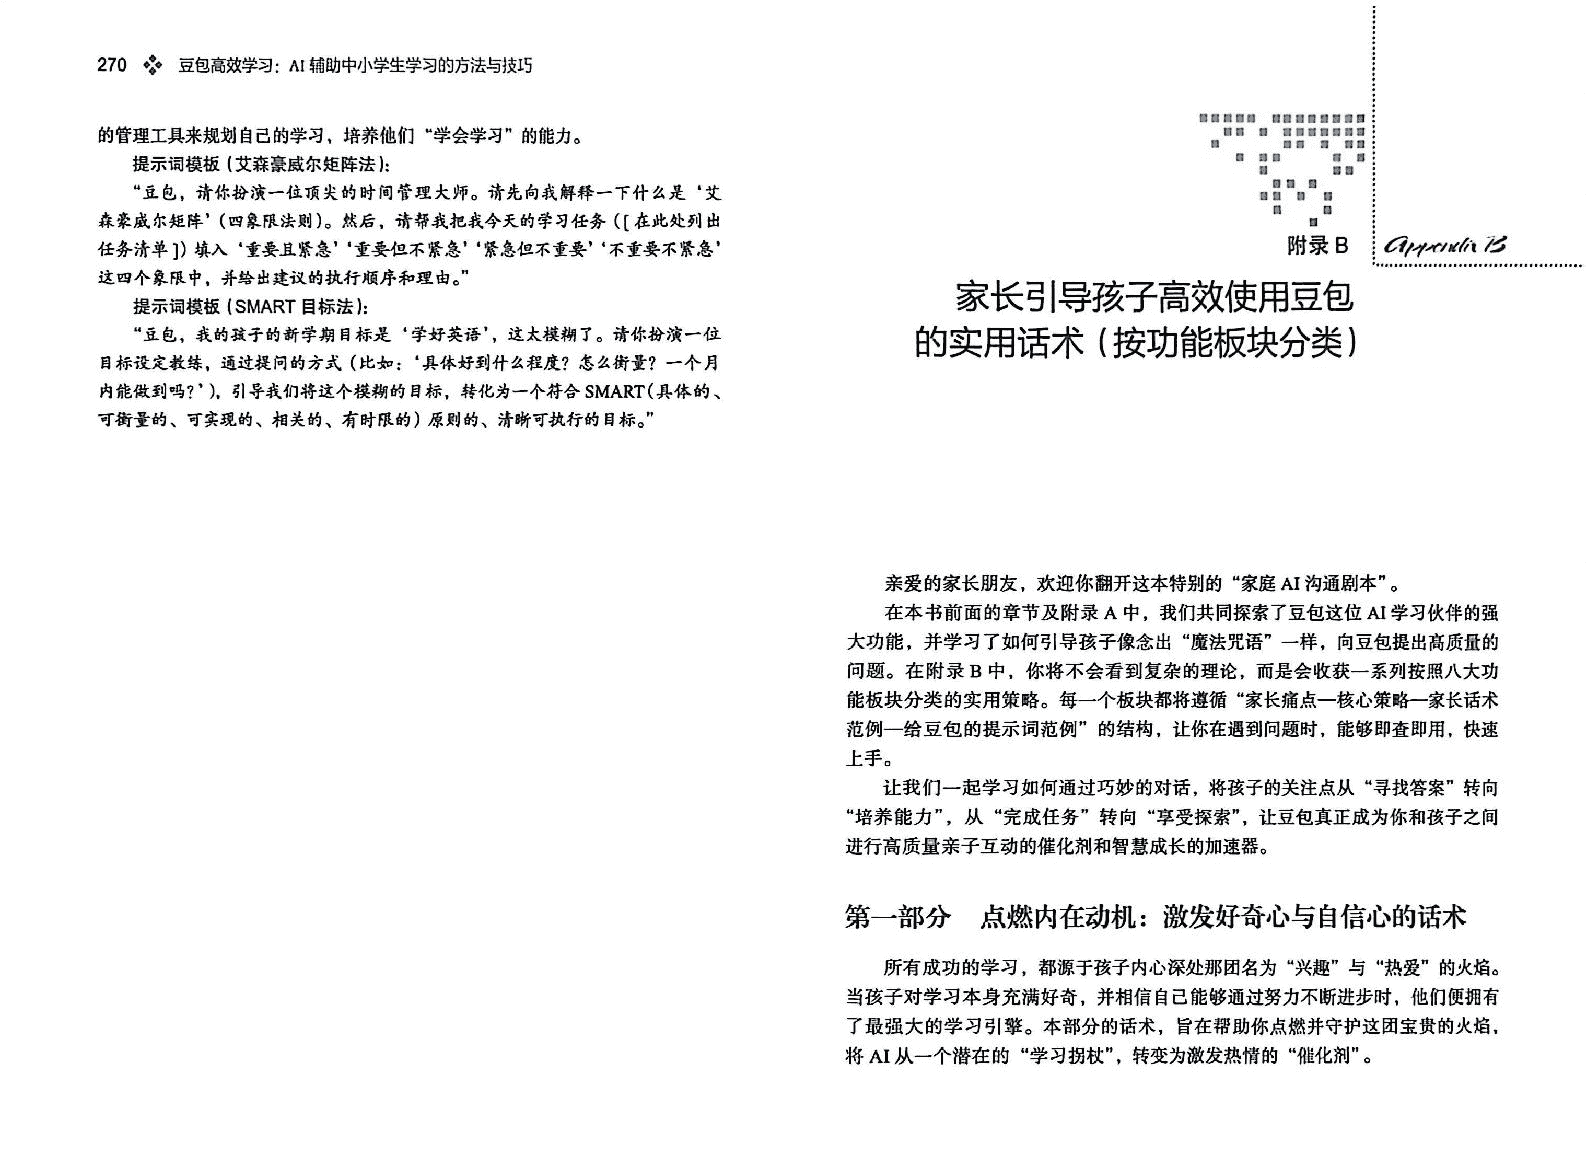 270 豆包高效学习：AI 辅助中小学生学习的方法与技巧
的管理工具来规划自己的学习，培养他们“学会学习”的能力。
提示词模板（艾森豪威尔矩阵法）：
“豆包，请你扮演一位顶尖的时间管理大师。请先向我解释一下什么是‘艾
森豪威尔矩阵’（四象限法则）。然后，请帮我把我今天的学习任务（[ 在此处列出
任务清单 ]）填入‘重要且紧急’‘重要但不紧急’‘紧急但不重要’‘不重要不紧急’
这四个象限中，并给出建议的执行顺序和理由。”
提示词模板（SMART 目标法）：
“豆包，我的孩子的新学期目标是‘学好英语’，这太模糊了。请你扮演一位
目标设定教练，通过提问的方式（比如：‘具体好到什么程度？怎么衡量？一个月
内能做到吗？’），引导我们将这个模糊的目标，转化为一个符合 SMART（具体的、
可衡量的、可实现的、相关的、有时限的）原则的、清晰可执行的目标。”
附录 B Appendix B
家长引导孩子高效使用豆包
的实用话术（按功能板块分类）
亲爱的家长朋友，欢迎你翻开这本特别的“家庭 AI 沟通剧本”。
在本书前面的章节及附录 A 中，我们共同探索了豆包这位 AI 学习伙伴的强
大功能，并学习了如何引导孩子像念出“魔法咒语”一样，向豆包提出高质量的
问题。在附录 B 中，你将不会看到复杂的理论，而是会收获一系列按照八大功
能板块分类的实用策略。每一个板块都将遵循“家长痛点—核心策略—家长话术
范例—给豆包的提示词范例”的结构，让你在遇到问题时，能够即查即用，快速
上手。
让我们一起学习如何通过巧妙的对话，将孩子的关注点从“寻找答案”转向
“培养能力”，从“完成任务”转向“享受探索”，让豆包真正成为你和孩子之间
进行高质量亲子互动的催化剂和智慧成长的加速器。
第一部分 点燃内在动机：激发好奇心与自信心的话术
所有成功的学习，都源于孩子内心深处那团名为“兴趣”与“热爱”的火焰。
当孩子对学习本身充满好奇，并相信自己能够通过努力不断进步时，他们便拥有
了最强大的学习引擎。本部分的话术，旨在帮助你点燃并守护这团宝贵的火焰，
将 AI 从一个潜在的“学习拐杖”，转变为激发热情的“催化剂”。